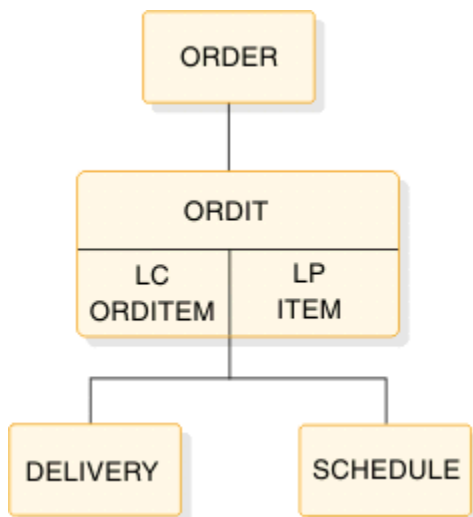 ORDER
ORDIT
LC
ORDITEM
LP
ITEM
DELIVERY
SCHEDULE